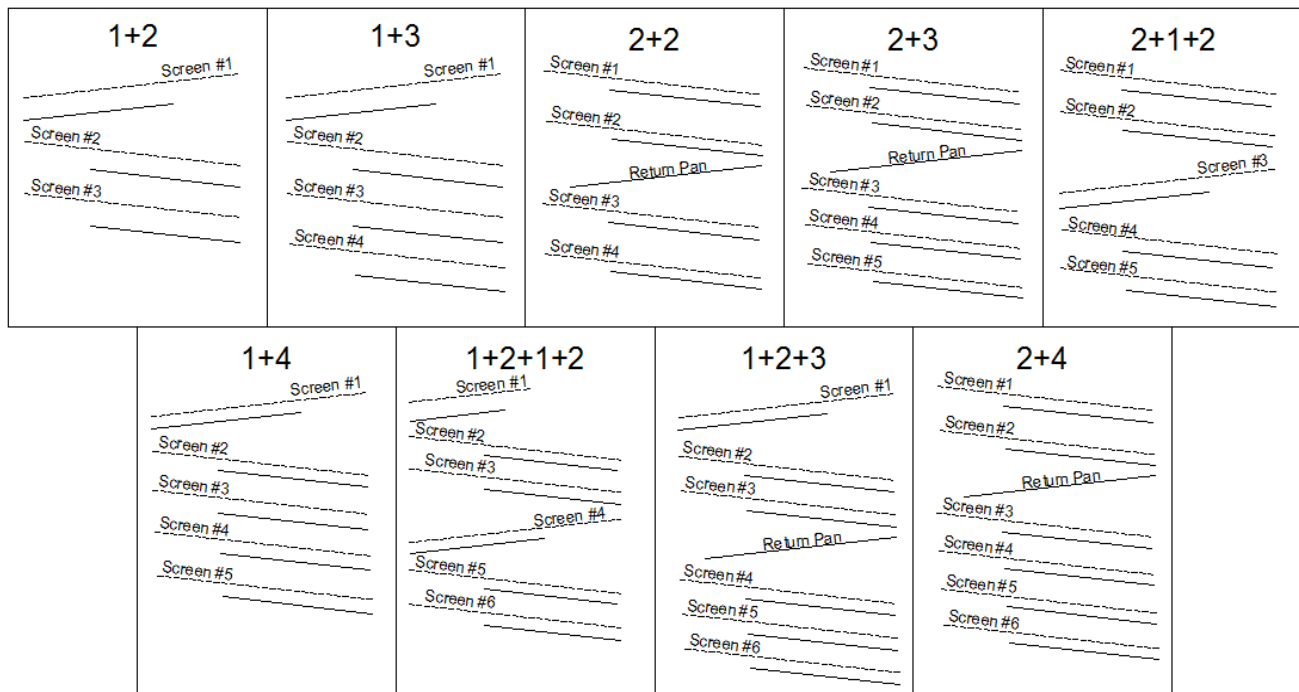 1+2
Screen #1
Screen #2
Screen #3
1+3
Screen #1
Screen #2
Screen #3
Screen #4
2+2
Screen #1
Screen #2
Return Pan
Screen #3
Screen #4
2+3
Screen #1
Screen #2
Return Pan
Screen #3
Screen #4
Screen #5
2+1+2
Screen #1
Screen #2
Screen #3
Screen #4
Screen #5
1+4
Screen #1
Screen #2
Screen #3
Screen #4
Screen #5
1+2+1+2
Screen #1
Screen #2
Screen #3
Screen #4
Screen #5
Screen #6
1+2+3
Screen #1
Screen #2
Screen #3
Return Pan
Screen #4
Screen #5
Screen #6
2+4
Screen #1
Screen #2
Return Pan
Screen #3
Screen #4
Screen #5
Screen #6